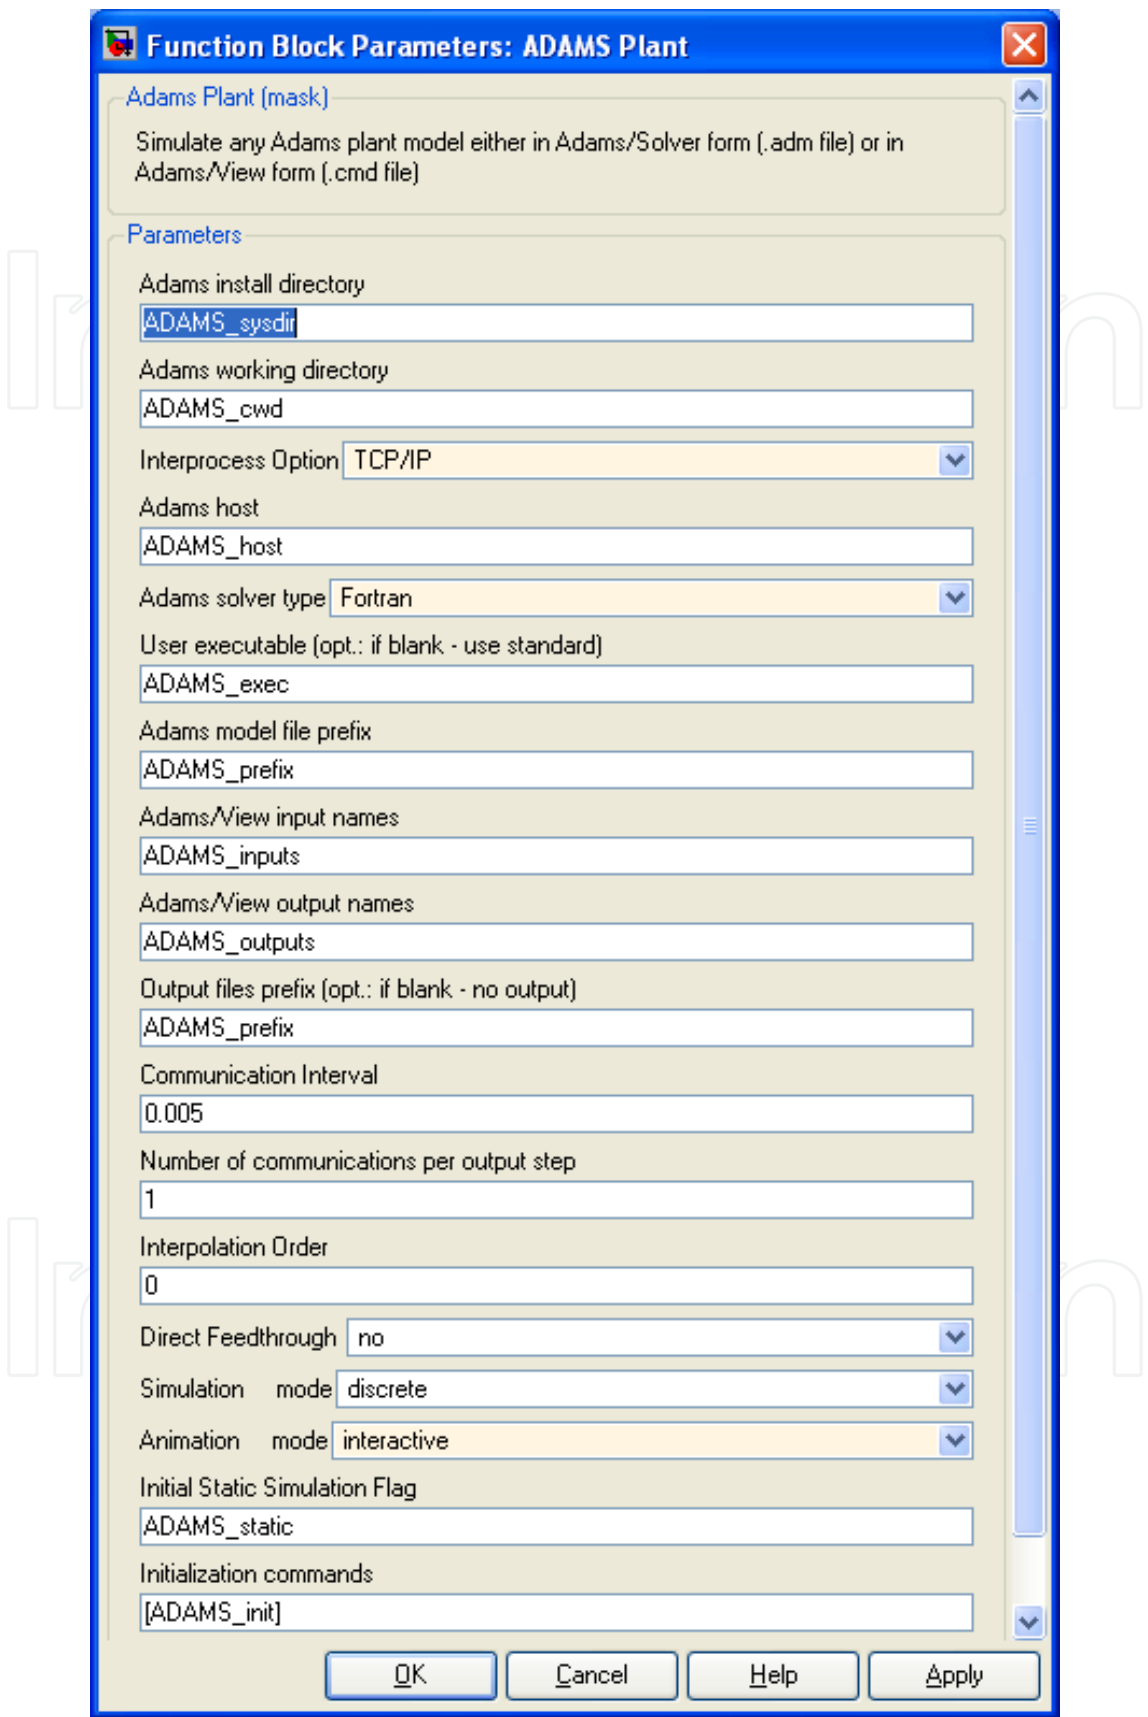 Function Block Parameters: ADAMS Plant
Adams Plant (mask)
Simulate any Adams plant model either in Adams/Solver form (.adm file) or in
Adams/View form (.cmd file)
Parameters
Adams install directory
ADAMS_sysdir
Adams working directory
ADAMS_cwd
Interprocess Option TCP/IP
Adams host
ADAMS_host
Adams solver type Fortran
User executable (opt.: if blank - use standard)
ADAMS_exec
Adams model file prefix
ADAMS_prefix
Adams/View input names
ADAMS_inputs
Adams/View output names
ADAMS_outputs
Output files prefix (opt.: if blank - no output)
ADAMS_prefix
Communication Interval
0.005
Number of communications per output step
1
Interpolation Order
0
Direct Feedthrough no
Simulation mode discrete
Animation mode interactive
Initial Static Simulation Flag
ADAMS_static
Initialization commands
[ADAMS_init]
OK Cancel Help Apply